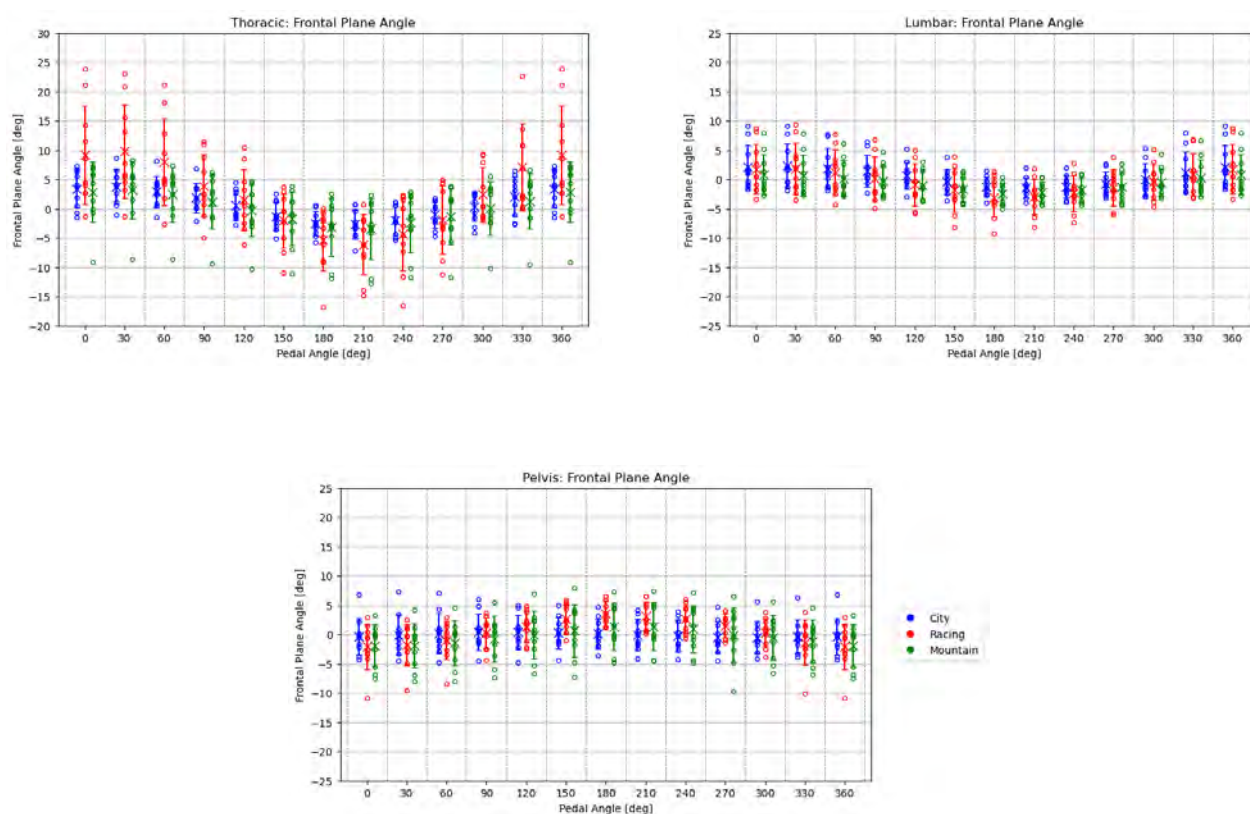 Thoracic: Frontal Plane Angle
Frontal Plane Angle [deg]
30
25
20
15
10
5
0
−5
−10
−15
−20
0 30 60 90 120 150 180 210 240 270 300 330 360
Pedal Angle [deg]
Lumbar: Frontal Plane Angle
Frontal Plane Angle [deg]
25
20
15
10
5
0
−5
−10
−15
−20
−25
0 30 60 90 120 150 180 210 240 270 300 330 360
Pedal Angle [deg]
Pelvis: Frontal Plane Angle
Frontal Plane Angle [deg]
25
20
15
10
5
0
−5
−10
−15
−20
−25
0 30 60 90 120 150 180 210 240 270 300 330 360
Pedal Angle [deg]
City
Racing
Mountain